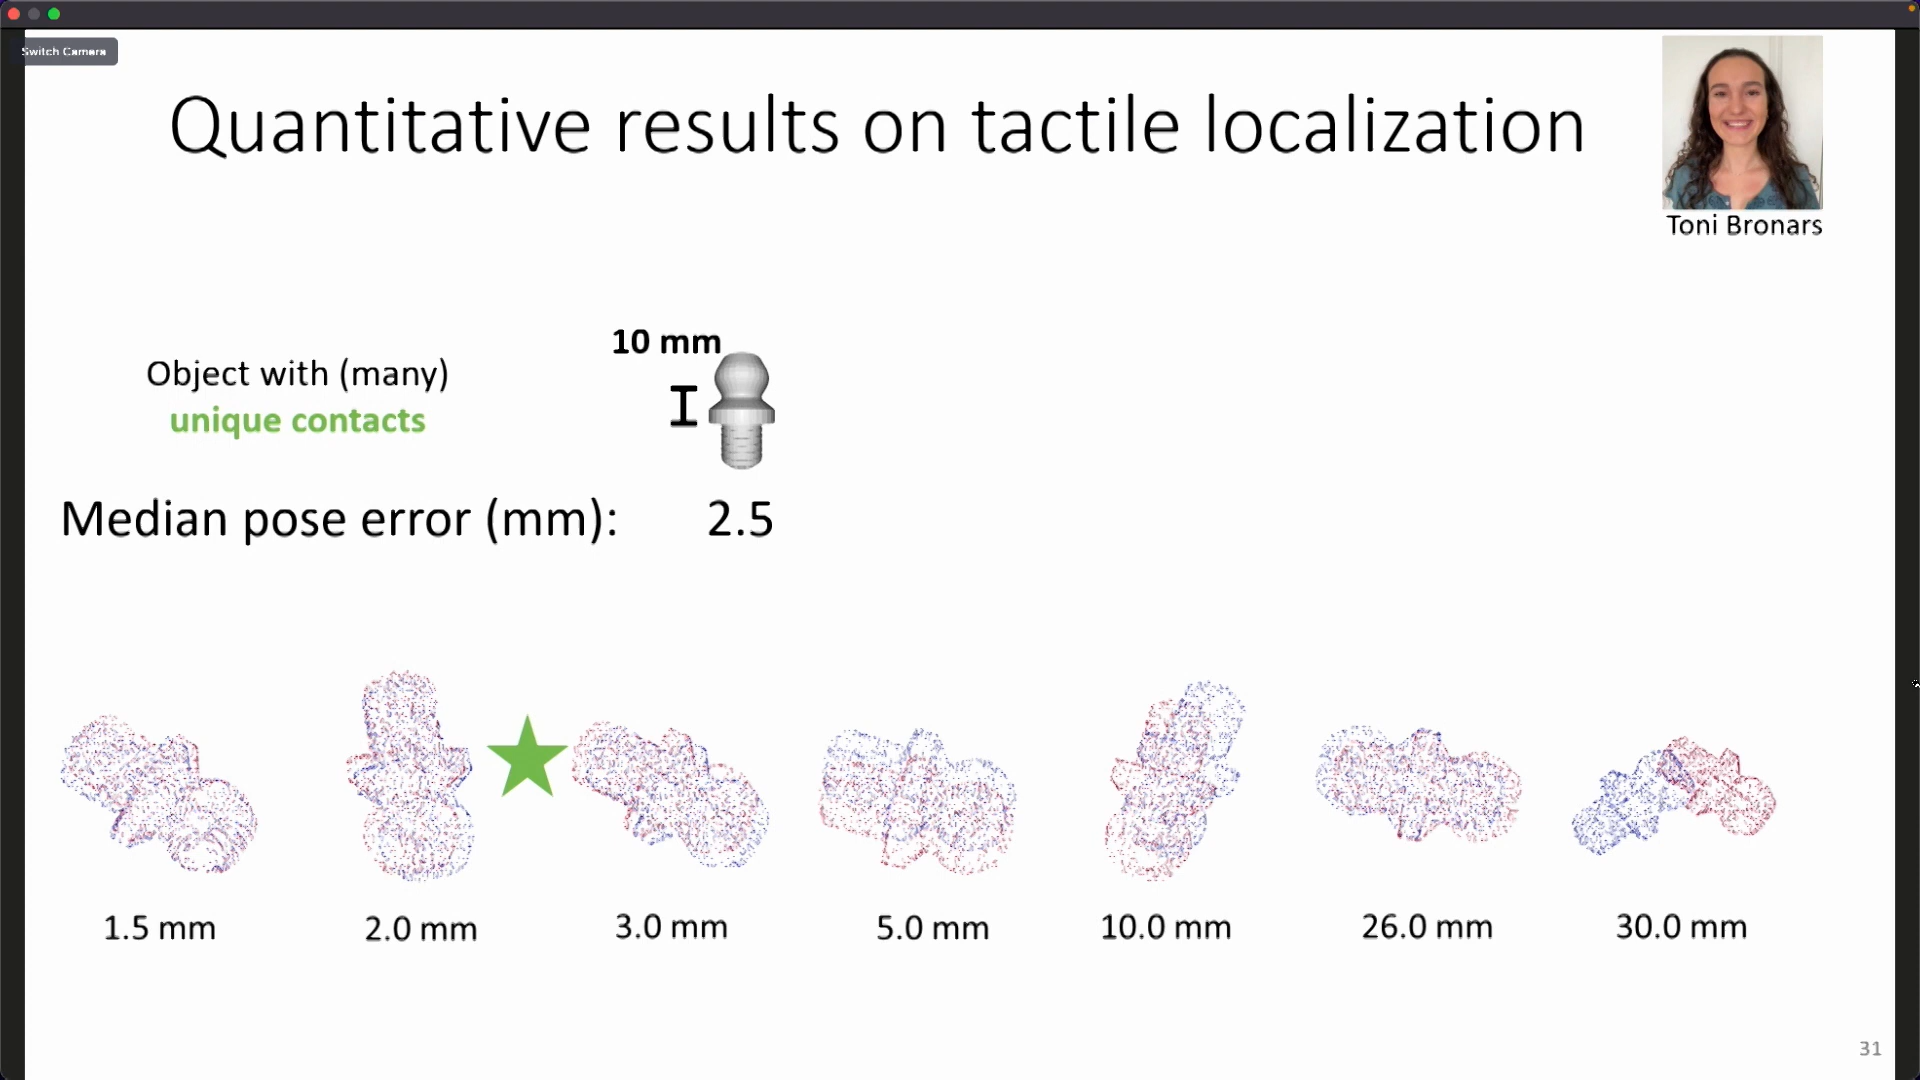 Switch Camera
Quantitative results on tactile localization
Toni Bronars
10 mm
Object with (many)
unique contacts
Median pose error (mm): 2.5
1.5 mm 2.0 mm 3.0 mm 5.0 mm 10.0 mm 26.0 mm 30.0 mm
31